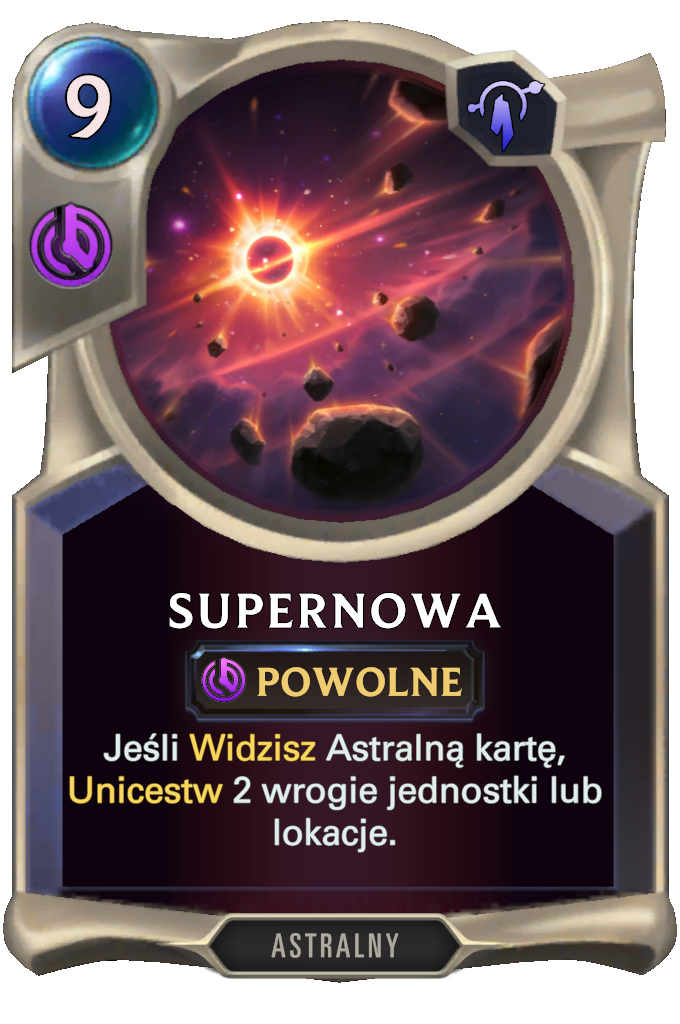 9
SUPERNOWA
POWOLNE
Jeśli Widzisz Astralną kartę,
Unicestw 2 wrogie jednostki lub
lokacje.
ASTRALNY